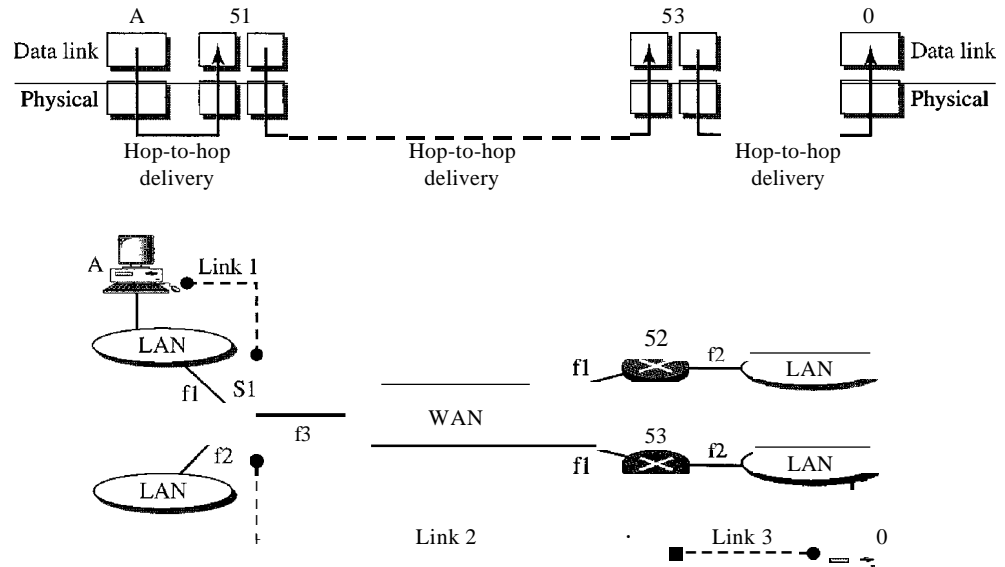 A 51 53 0
Data link Data link
Physical Physical
Hop-to-hop
delivery
Hop-to-hop
delivery
Hop-to-hop
delivery
A
Link 1
LAN
f1
S1
f3
WAN
f1
52
f2
LAN
f2
LAN
f1
53
f2
LAN
Link 2
Link 3
0